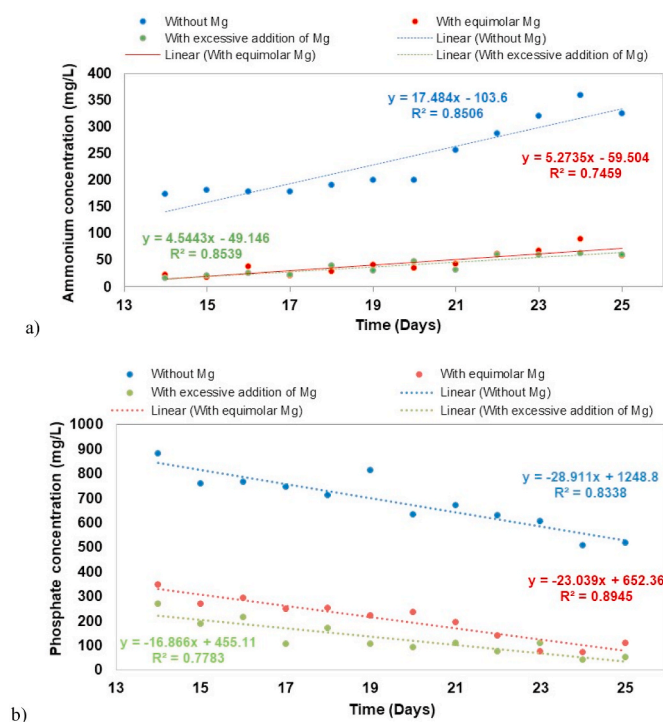 Without Mg
With equimolar Mg
With excessive addition of Mg
Linear (Without Mg)
Linear (With equimolar Mg)
Linear (With excessive addition of Mg)
Ammonium concentration (mg/L)
400
350
300
250
200
150
100
50
0
y = 17.484x - 103.6
R² = 0.8506
y = 5.2735x - 59.504
R² = 0.7459
y = 4.5443x - 49.146
R² = 0.8539
13 15 17 19 21 23 25
Time (Days)
a)
Without Mg
With equimolar Mg
With excessive addition of Mg
Linear (Without Mg)
Linear (With equimolar Mg)
Linear (With excessive addition of Mg)
Phosphate concentration (mg/L)
1000
900
800
700
600
500
400
300
200
100
0
y = -28.911x + 1248.8
R² = 0.8338
y = -23.039x + 652.36
R² = 0.8945
y = -16.866x + 455.11
R² = 0.7783
13 15 17 19 21 23 25
Time (Days)
b)